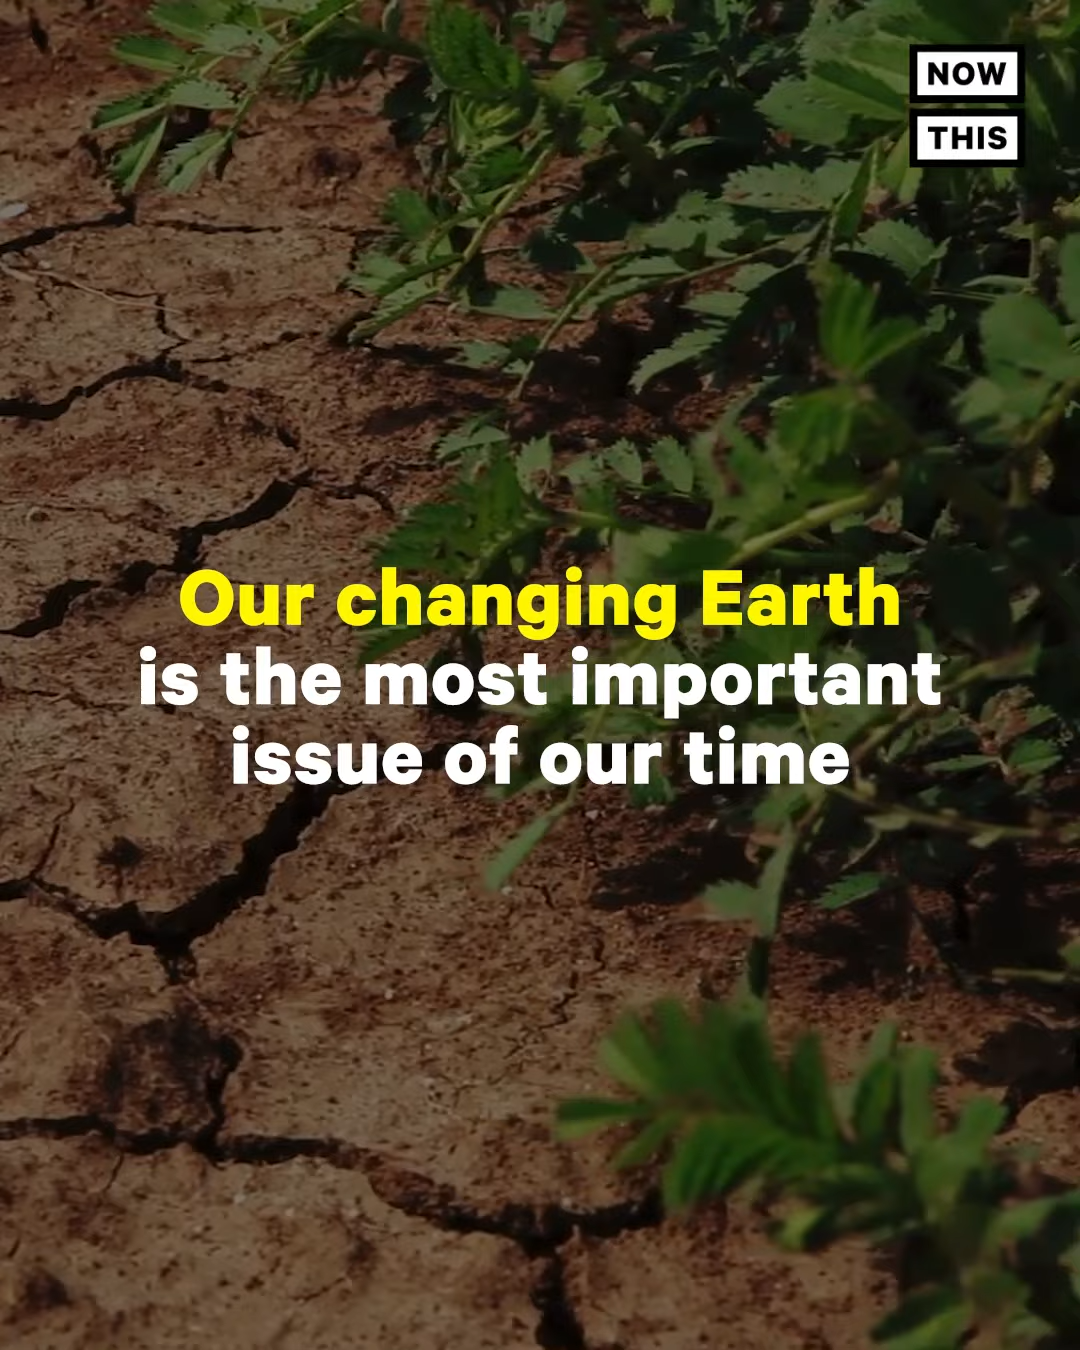 NOW
THIS
Our changing Earth
is the most important
issue of our time